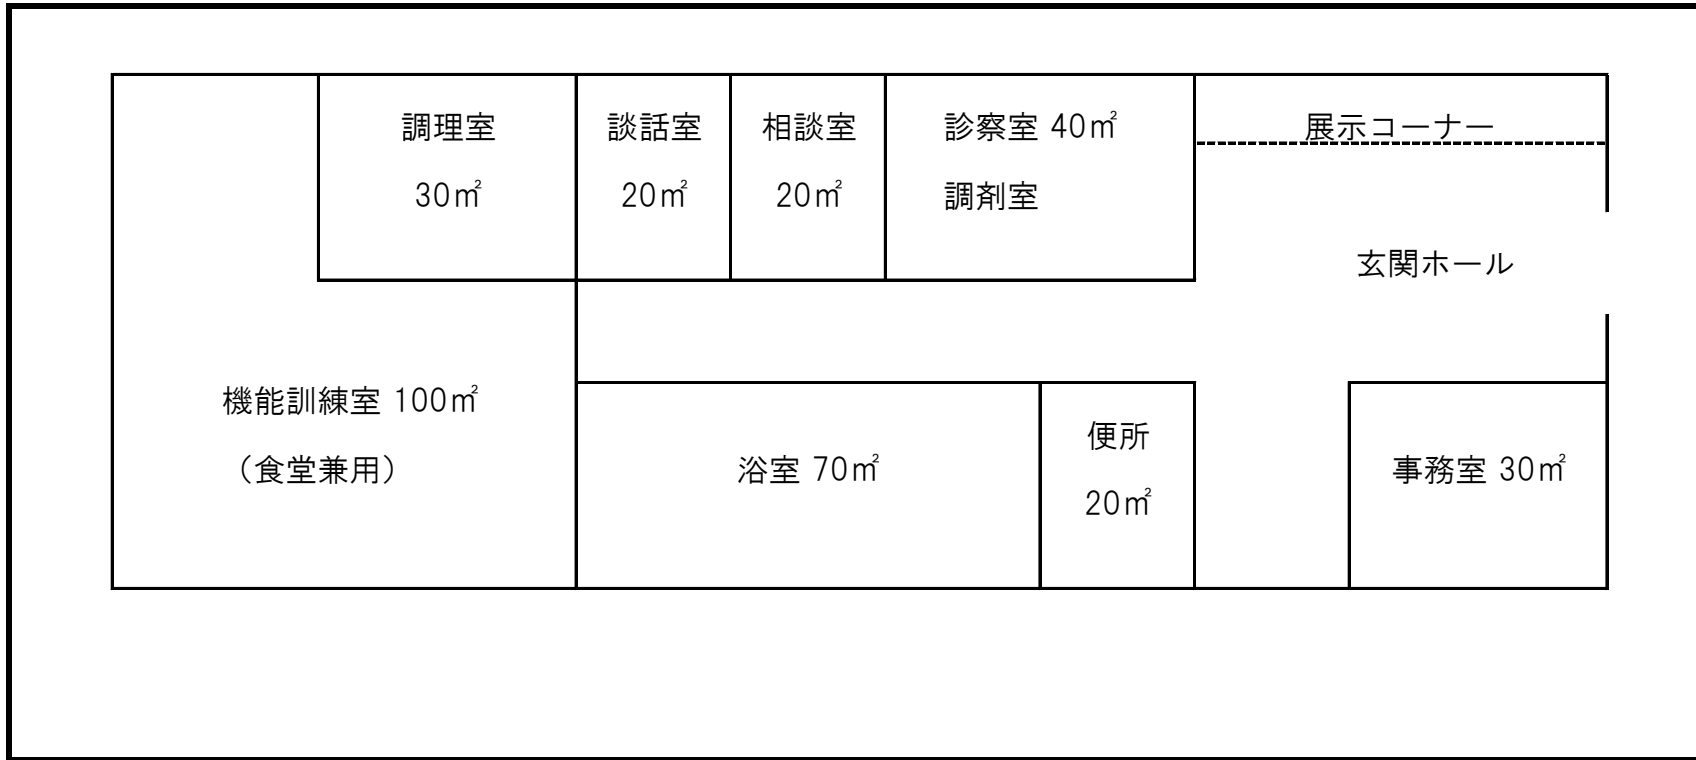 調理室
30㎡
談話室
20㎡
相談室
20㎡
診察室 40㎡
調剤室
展示コーナー
玄関ホール
機能訓練室 100㎡
（食堂兼用）
浴室 70㎡
便所
20㎡
事務室 30㎡